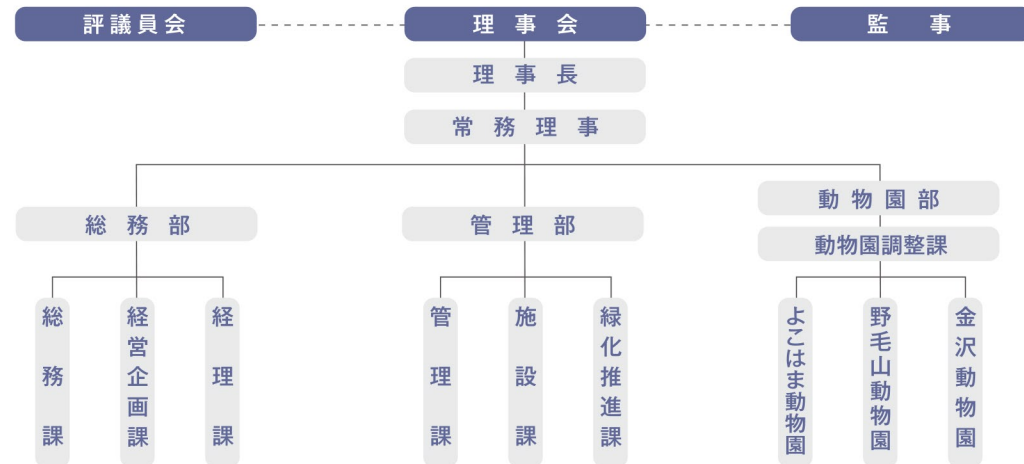 評議員会
理事会
監事
理事長
常務理事
総務部
管理部
動物園部
動物園調整課
総務課
経営企画課
経理課
管理課
施設課
緑化推進課
よこはま動物園
野毛山動物園
金沢動物園